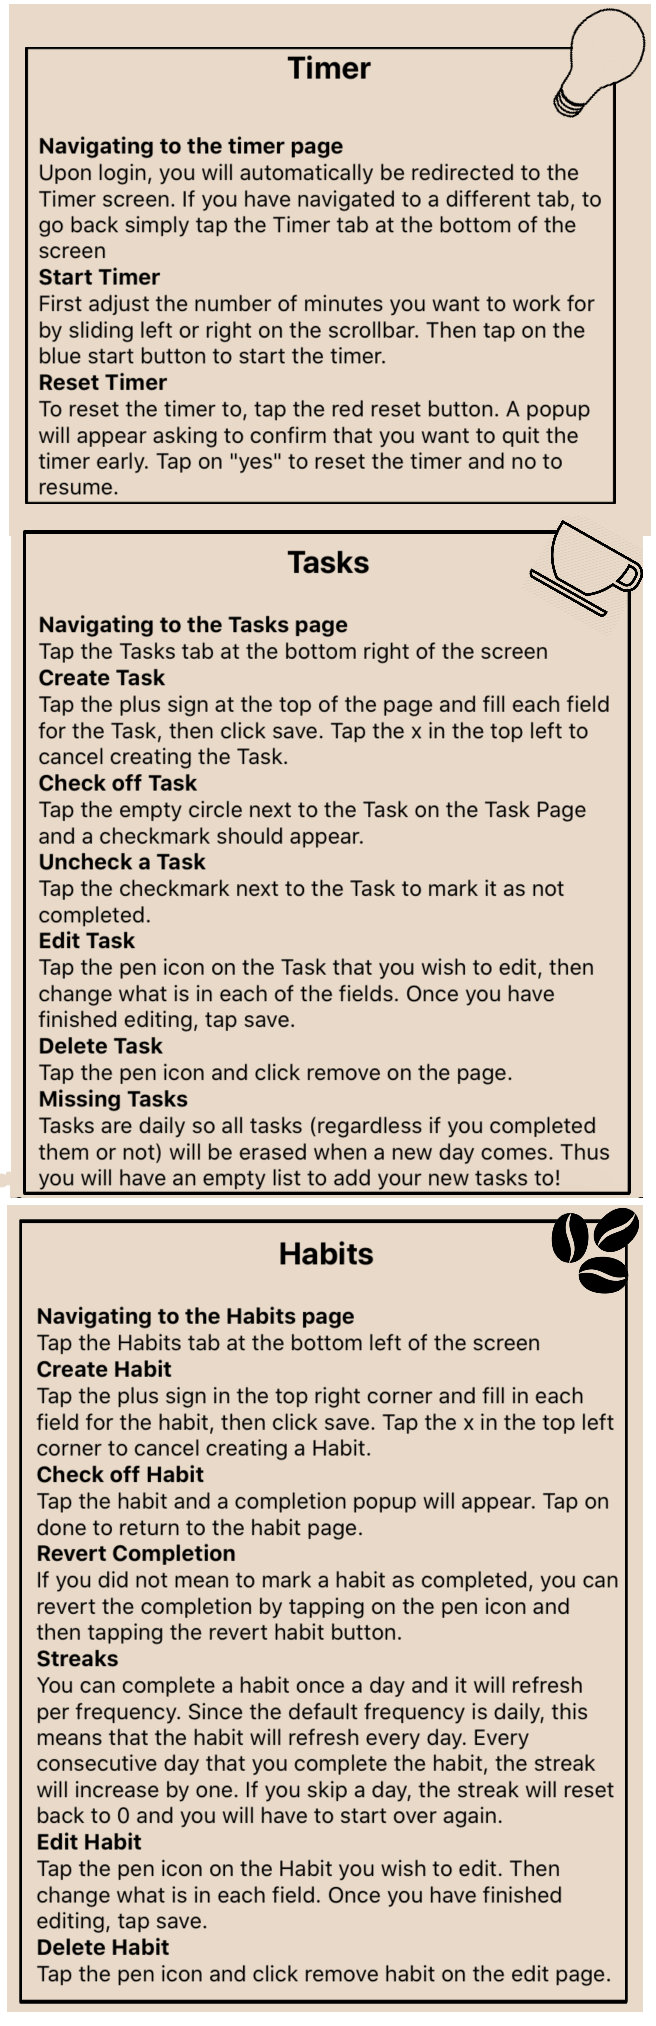 Timer
Navigating to the timer page
Upon login, you will automatically be redirected to the
Timer screen. If you have navigated to a different tab, to
go back simply tap the Timer tab at the bottom of the
screen
Start Timer
First adjust the number of minutes you want to work for
by sliding left or right on the scrollbar. Then tap on the
blue start button to start the timer.
Reset Timer
To reset the timer to, tap the red reset button. A popup
will appear asking to confirm that you want to quit the
timer early. Tap on "yes" to reset the timer and no to
resume.
Tasks
Navigating to the Tasks page
Tap the Tasks tab at the bottom right of the screen
Create Task
Tap the plus sign at the top of the page and fill each field
for the Task, then click save. Tap the x in the top left to
cancel creating the Task.
Check off Task
Tap the empty circle next to the Task on the Task Page
and a checkmark should appear.
Uncheck a Task
Tap the checkmark next to the Task to mark it as not
completed.
Edit Task
Tap the pen icon on the Task that you wish to edit, then
change what is in each of the fields. Once you have
finished editing, tap save.
Delete Task
Tap the pen icon and click remove on the page.
Missing Tasks
Tasks are daily so all tasks (regardless if you completed
them or not) will be erased when a new day comes. Thus
you will have an empty list to add your new tasks to!
Habits
Navigating to the Habits page
Tap the Habits tab at the bottom left of the screen
Create Habit
Tap the plus sign in the top right corner and fill in each
field for the habit, then click save. Tap the x in the top left
corner to cancel creating a Habit.
Check off Habit
Tap the habit and a completion popup will appear. Tap on
done to return to the habit page.
Revert Completion
If you did not mean to mark a habit as completed, you can
revert the completion by tapping on the pen icon and
then tapping the revert habit button.
Streaks
You can complete a habit once a day and it will refresh
per frequency. Since the default frequency is daily, this
means that the habit will refresh every day. Every
consecutive day that you complete the habit, the streak
will increase by one. If you skip a day, the streak will reset
back to 0 and you will have to start over again.
Edit Habit
Tap the pen icon on the Habit you wish to edit. Then
change what is in each field. Once you have finished
editing, tap save.
Delete Habit
Tap the pen icon and click remove habit on the edit page.